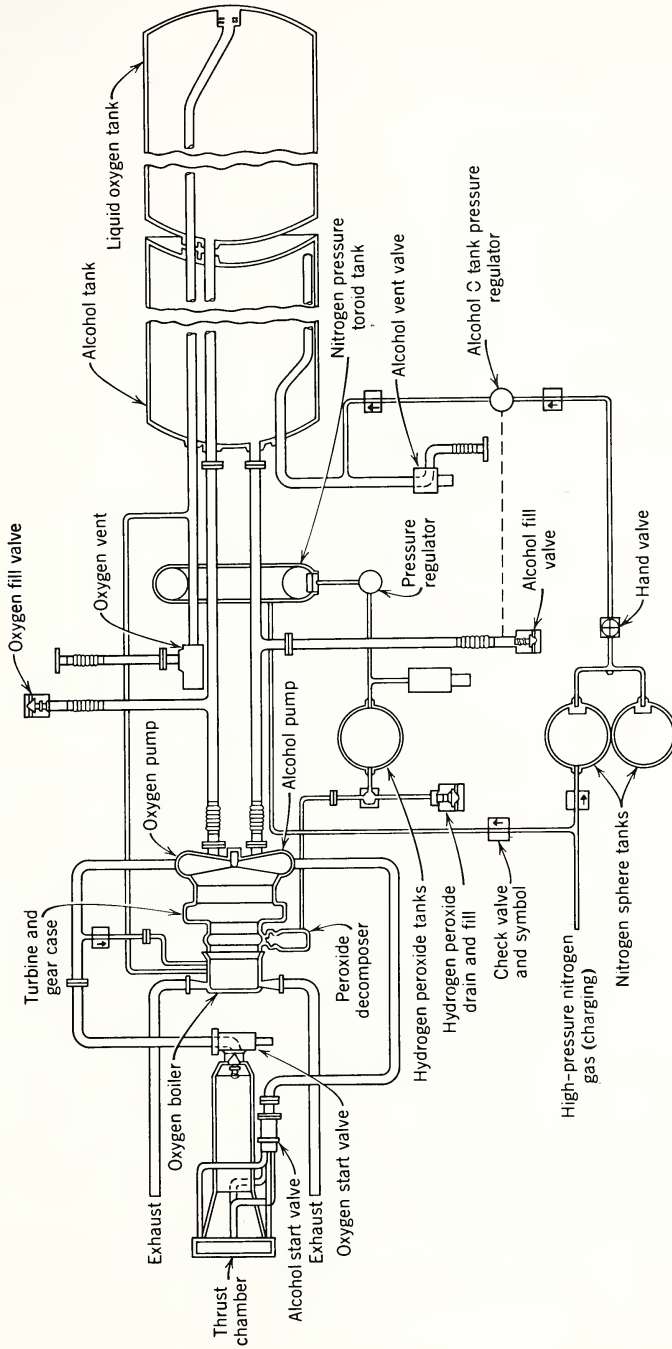 Oxygen fill valve
Oxygen vent
Liquid oxygen tank
Alcohol tank
Oxygen pump
Turbine and
gear case
Nitrogen pressure
toroid tank
Alcohol pump
Alcohol vent valve
Exhaust
Oxygen boiler
Thrust
chamber
Alcohol start valve
Exhaust
Oxygen start valve
Peroxide
decomposer
Pressure
regulator
Alcohol tank pressure
regulator
Alcohol fill
valve
Hydrogen peroxide tanks
Hydrogen peroxide
drain and fill
Check valve
and symbol
Hand valve
High-pressure nitrogen
gas (charging)
Nitrogen sphere tanks